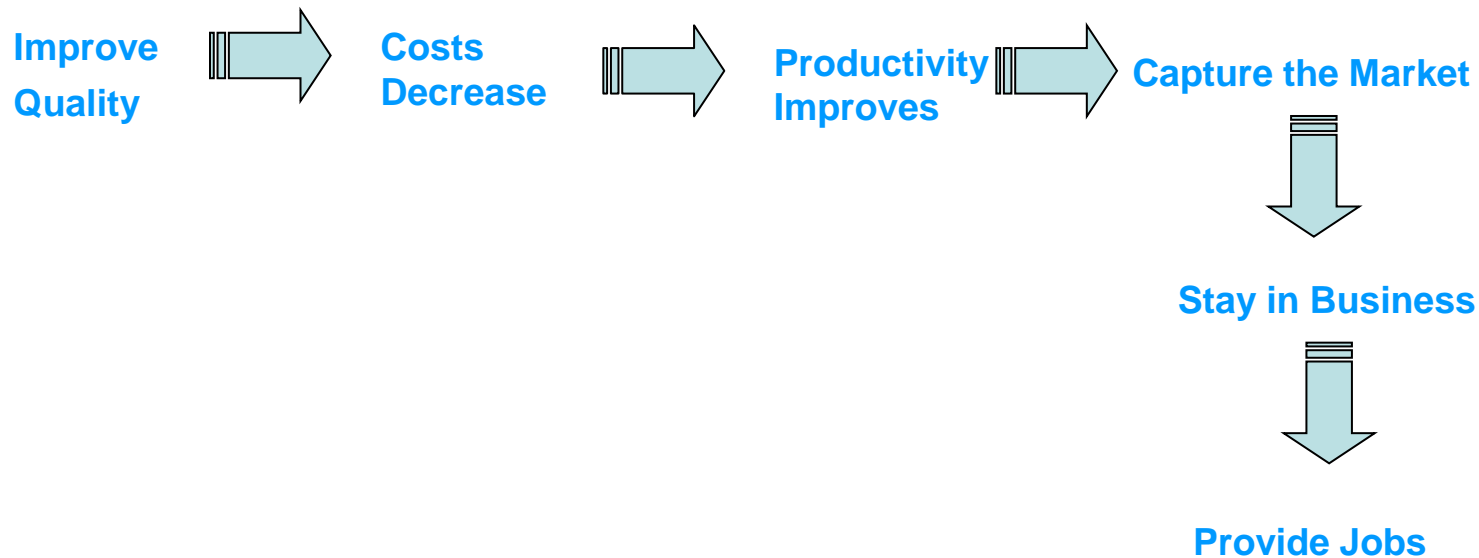 Improve
Quality
Costs
Decrease
Productivity
Improves
Capture the Market
Stay in Business
Provide Jobs